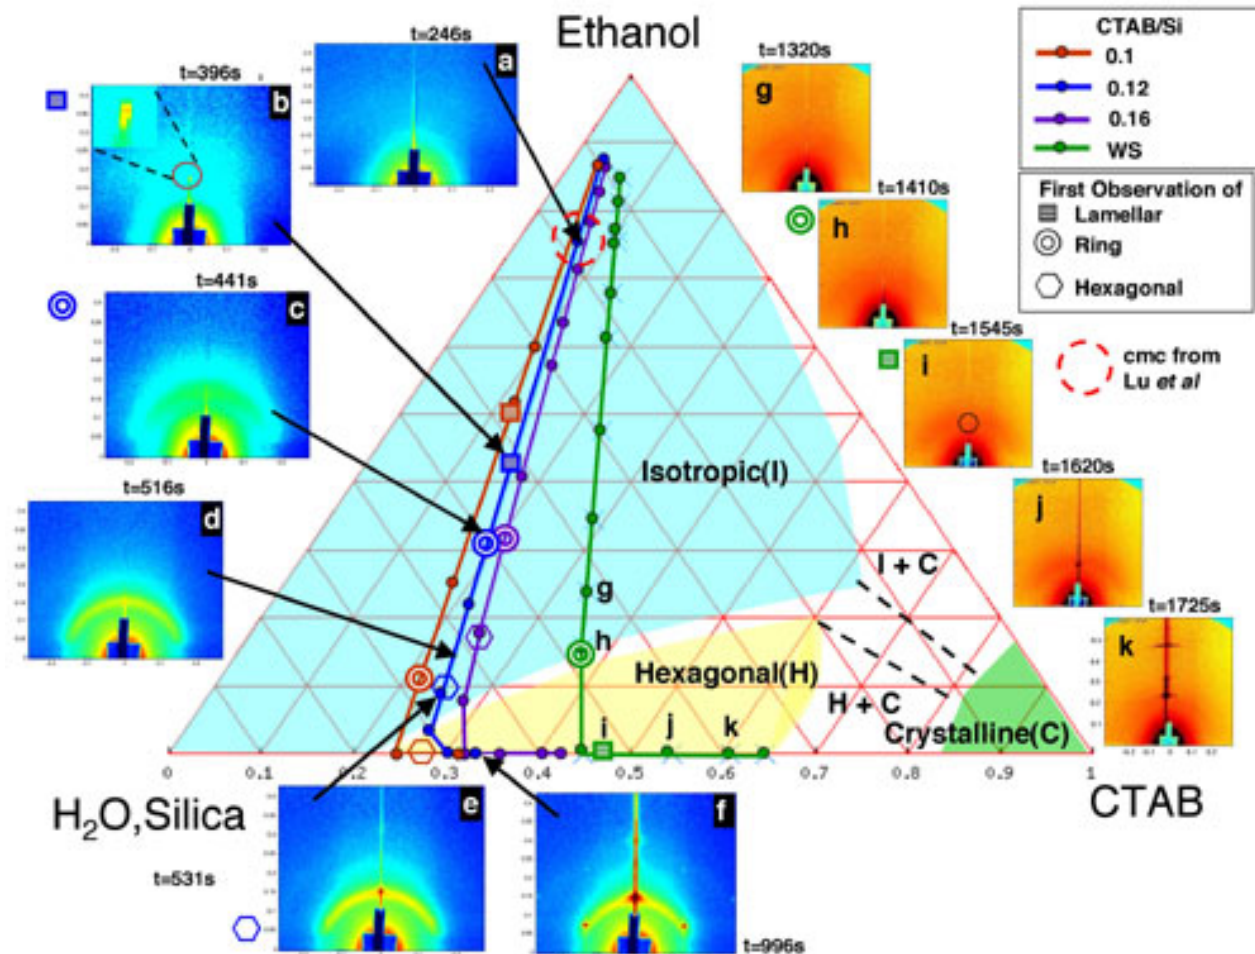 Ethanol
t=246s
a
t=396s
b
t=441s
c
t=516s
d
t=1320s
g
t=1410s
h
t=1545s
i
t=1620s
j
t=1725s
k
CTAB/Si
0.1
0.12
0.16
WS
First Observation of
Lamellar
Ring
Hexagonal
cmc from
Lu et al
Isotropic(I)
I + C
g
h
Hexagonal(H)
H + C
Crystalline(C)
i
j
k
0
0.1
0.2
0.3
0.4
0.5
0.6
0.7
0.8
0.9
1
H2O,Silica
CTAB
e
t=531s
f
t=996s